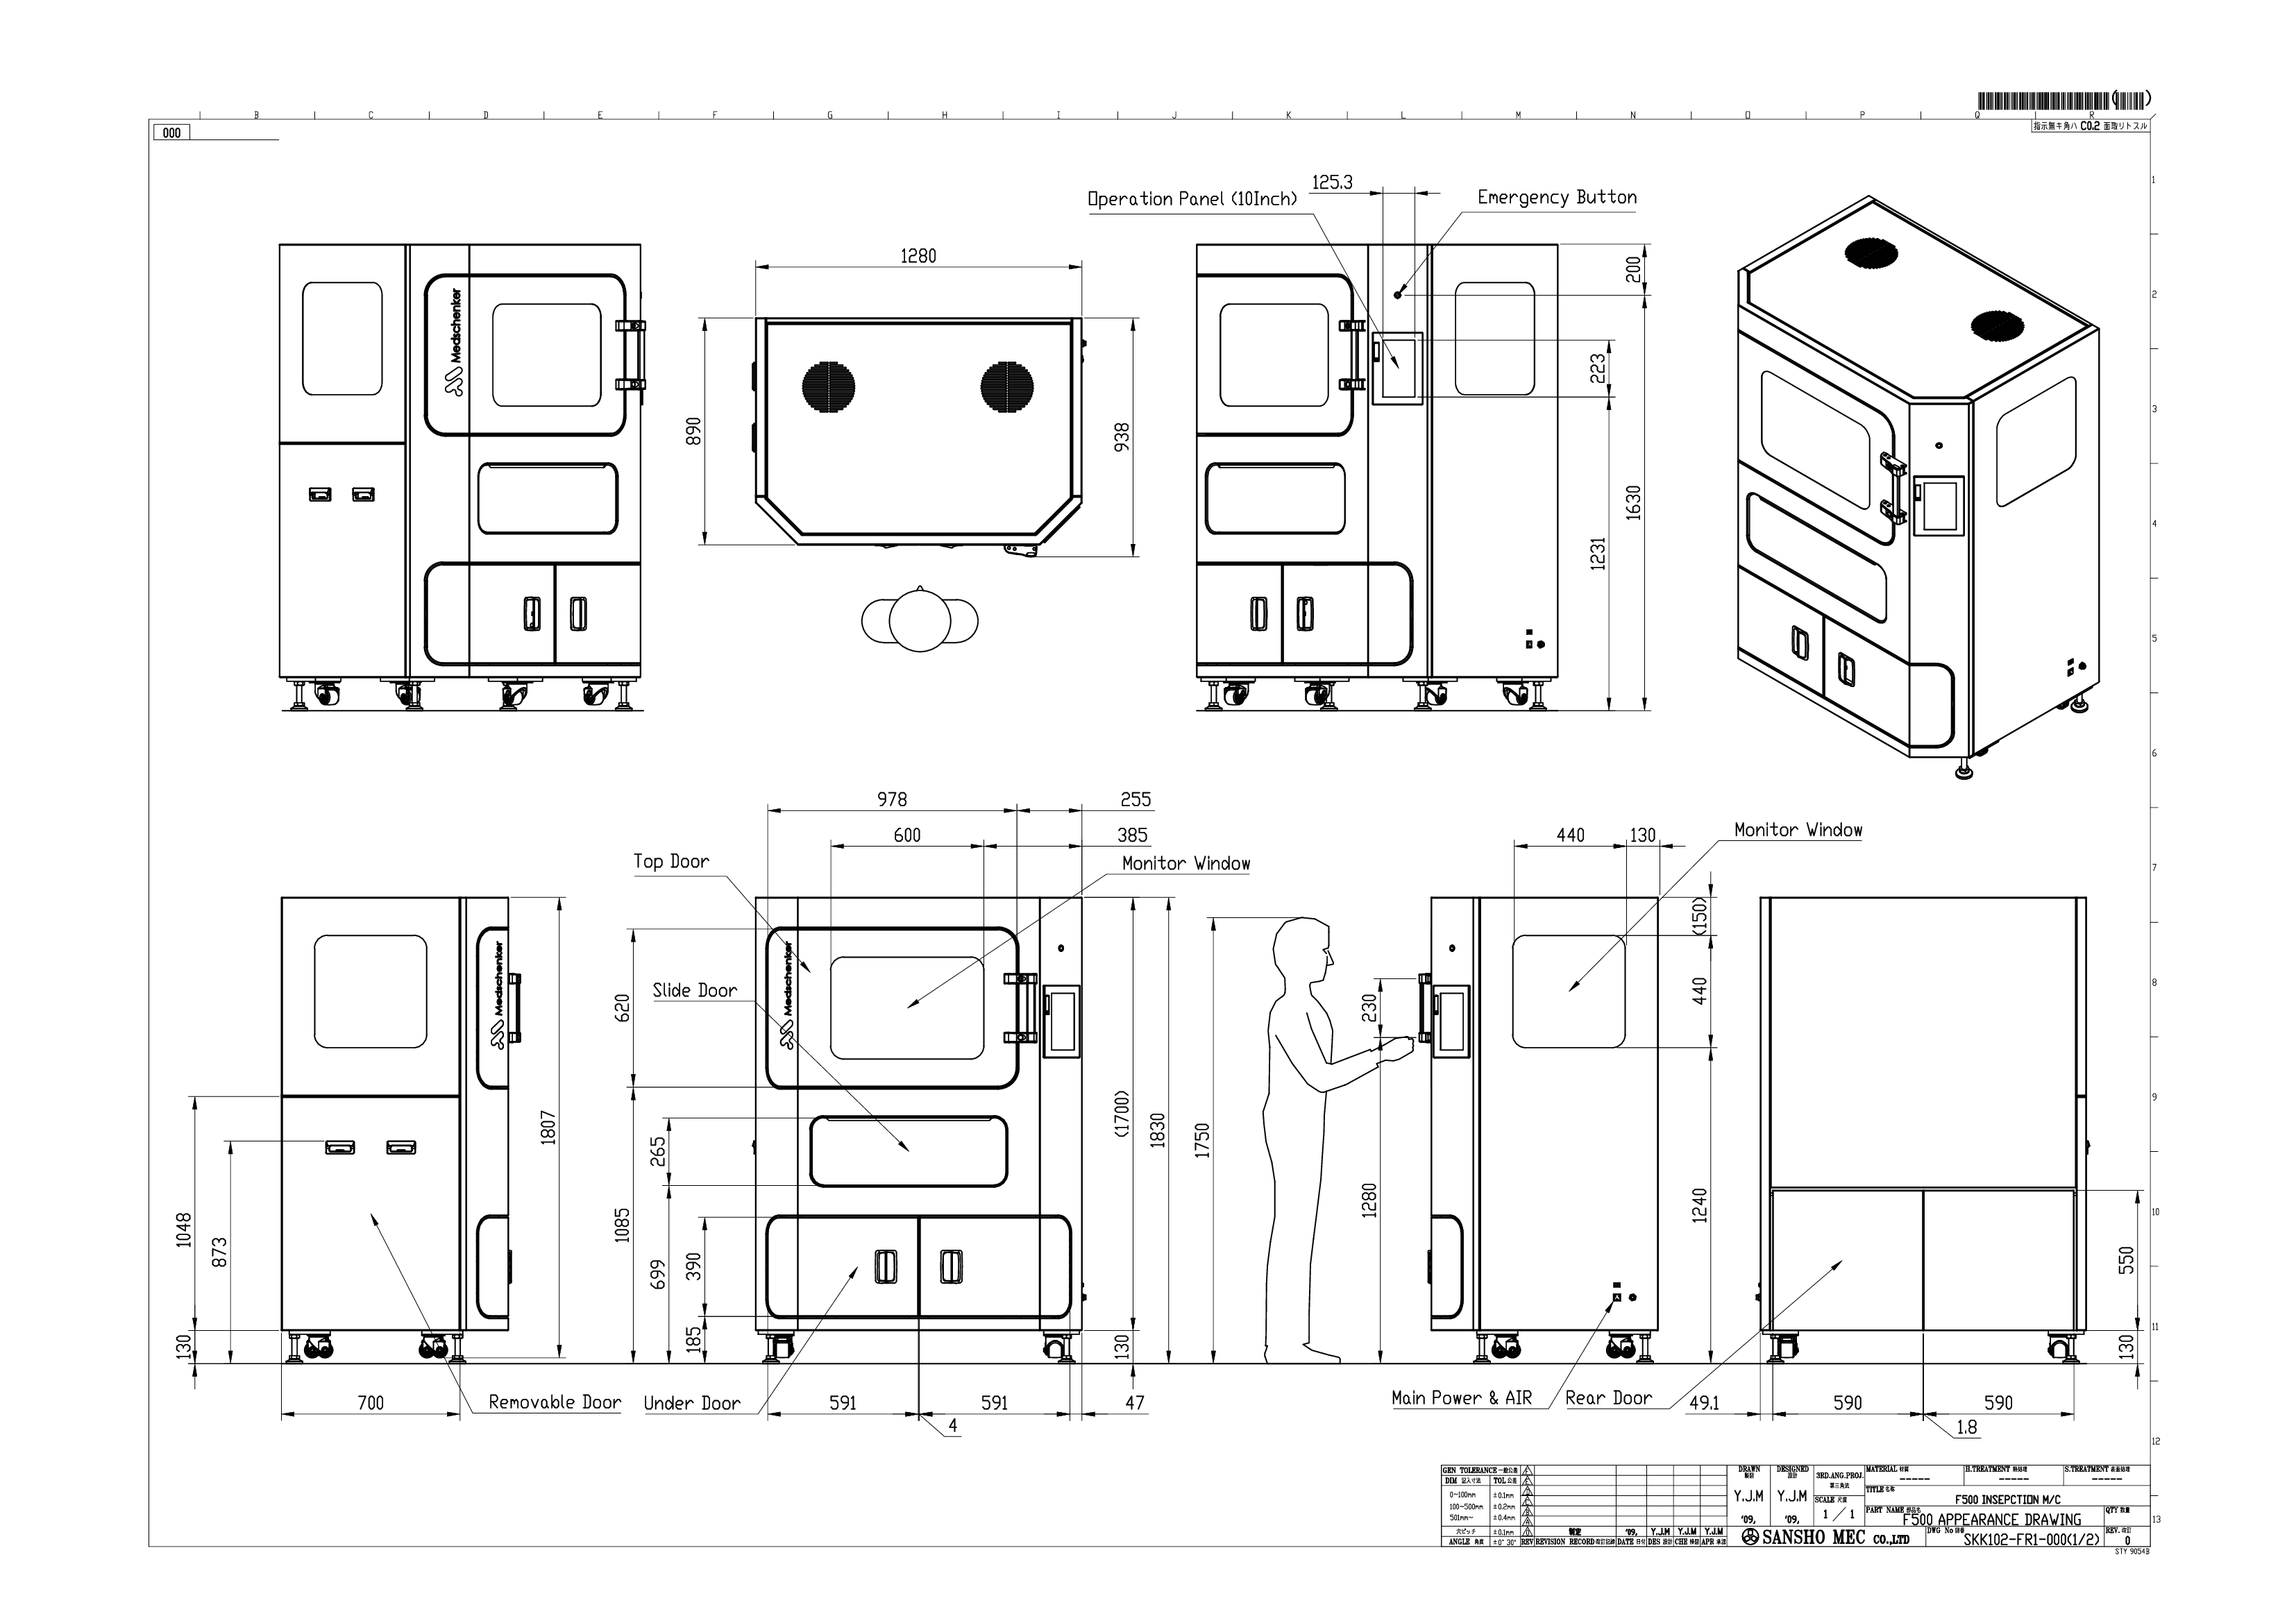 B C D E F G H I J K L M N O P Q R
000
指示無キ角ハ C0.2 面取リトスル
1
2
3
4
5
6
7
8
9
10
11
12
13
Medschenker
1280
890
938
Operation Panel (10Inch)
125.3
Emergency Button
200
223
1630
1231
978
255
600
385
Top Door
Monitor Window
Slide Door
Medschenker
Medschenker
620
265
1085
699
390
185
1807
1048
873
130
700
Removable Door
Under Door
591
591
47
4
130
(1700)
1830
1750
230
1280
440
130
Monitor Window
(150)
440
1240
Main Power & AIR
Rear Door
49.1
590
590
1.8
550
130
GEN TOLERANCE 一般公差
DIM 記入寸法 TOL 公差
0~100mm ±0.1mm
100~500mm ±0.2mm
501mm~ ±0.4mm
穴ピッチ ±0.1mm
ANGLE 角度 ±0° 30'
制定 '09, Y.J.M Y.J.M Y.J.M
REV REVISION RECORD DATE 日付 DES 設計 CHE 検図 APR 承認
DRAWN 製図
Y.J.M
'09,
DESIGNED 設計
Y.J.M
'09,
3RD.ANG.PROJ.
第三角法
SCALE 尺度
1 / 1
MATERIAL 材質
-----
H.TREATMENT 熱処理
-----
S.TREATMENT 表面処理
-----
TITLE 名称
F500 INSEPCTION M/C
PART NAME 部品名
F500 APPEARANCE DRAWING
QTY 数量
SANSHO MEC CO.,LTD
DWG No 図番
SKK102-FR1-000(1/2)
REV. 改訂
0
STY 9054B